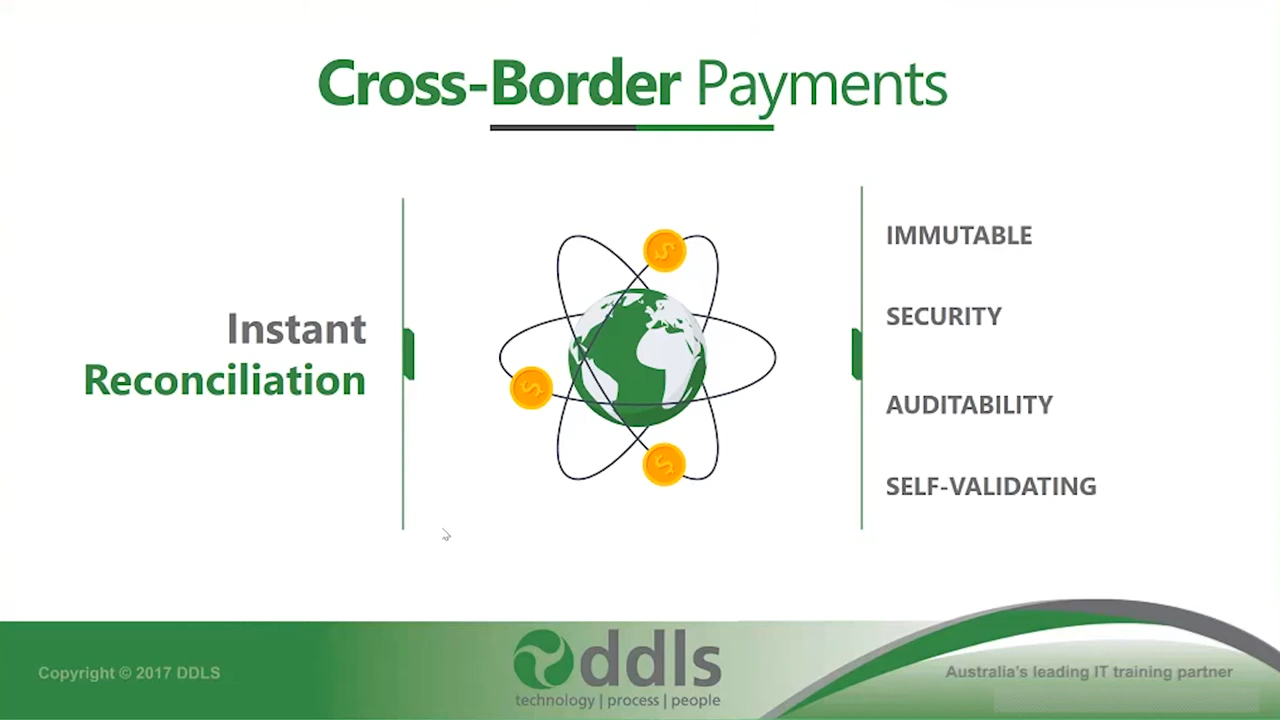 Cross-Border Payments
Instant
Reconciliation
IMMUTABLE
SECURITY
AUDITABILITY
SELF-VALIDATING
Copyright © 2017 DDLS
ddls
technology | process | people
Australia's leading IT training partner